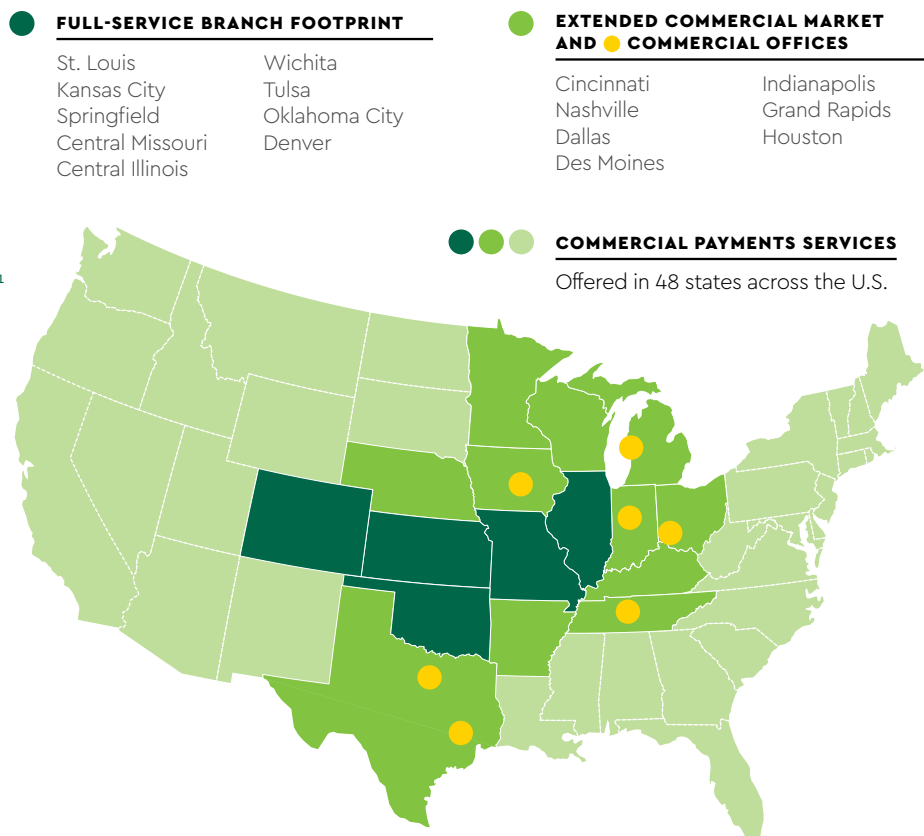 FULL-SERVICE BRANCH FOOTPRINT
St. Louis
Kansas City
Springfield
Central Missouri
Central Illinois
Wichita
Tulsa
Oklahoma City
Denver
EXTENDED COMMERCIAL MARKET
AND COMMERCIAL OFFICES
Cincinnati
Nashville
Dallas
Des Moines
Indianapolis
Grand Rapids
Houston
COMMERCIAL PAYMENTS SERVICES
Offered in 48 states across the U.S.
1